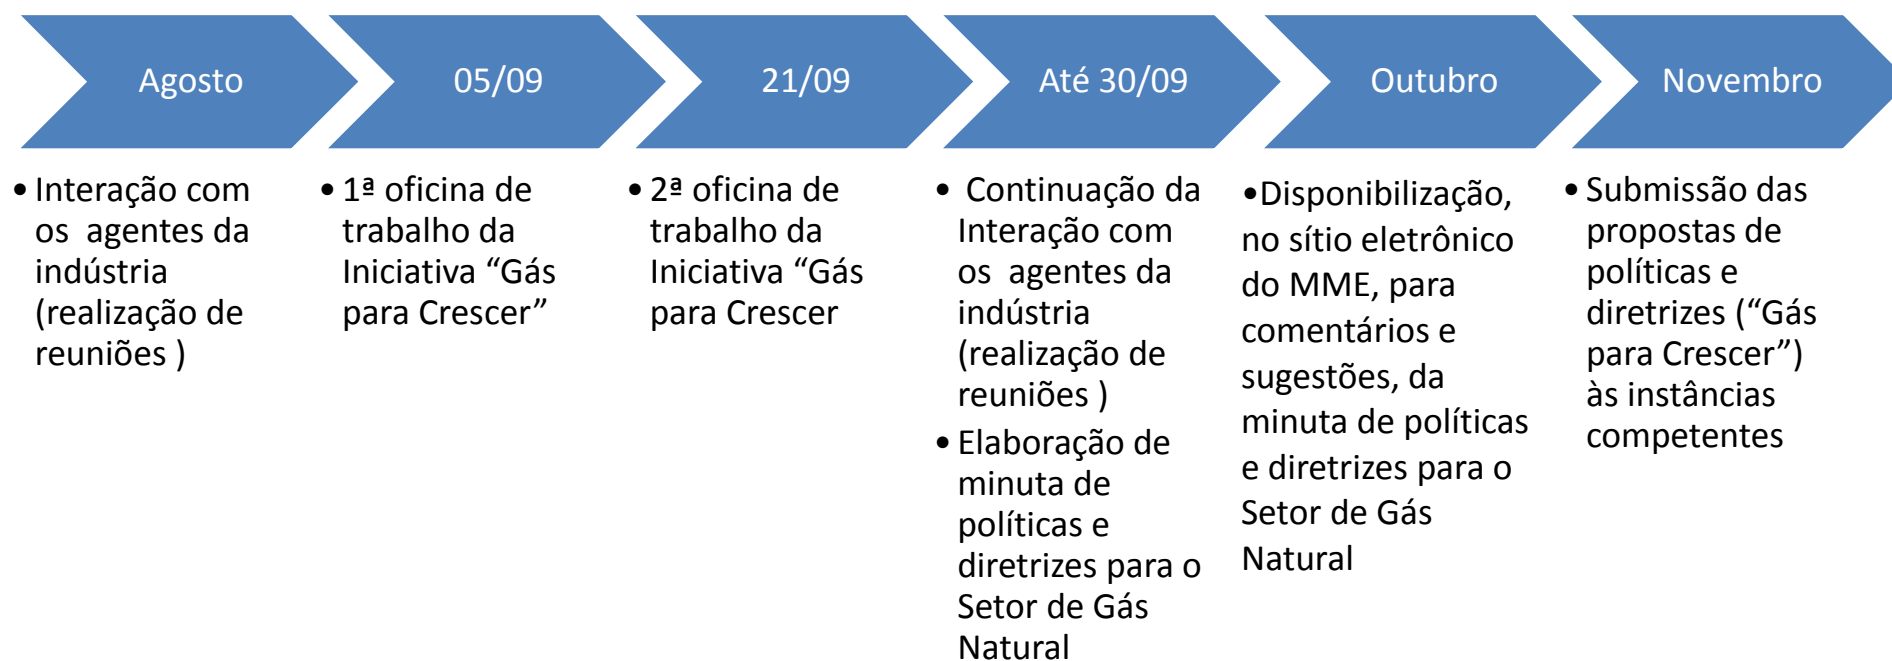 Agosto
• Interação com
os  agentes da
indústria
(realização de
reuniões )
05/09
• 1ª oficina de
trabalho da
Iniciativa “Gás
para Crescer”
21/09
• 2ª oficina de
trabalho da
Iniciativa “Gás
para Crescer
Até 30/09
•  Continuação da
Interação com
os  agentes da
indústria
(realização de
reuniões )
• Elaboração de
minuta de
políticas e
diretrizes para o
Setor de Gás
Natural
Outubro
•Disponibilização,
no sítio eletrônico
do MME, para
comentários e
sugestões, da
minuta de políticas
e diretrizes para o
Setor de Gás
Natural
Novembro
• Submissão das
propostas de
políticas e
diretrizes (“Gás
para Crescer”)
às instâncias
competentes